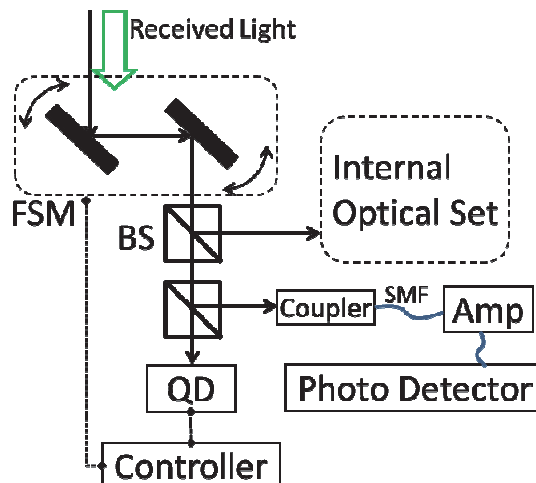 Received Light
FSM
BS
Internal
Optical Set
Coupler
SMF
Amp
QD
Photo Detector
Controller